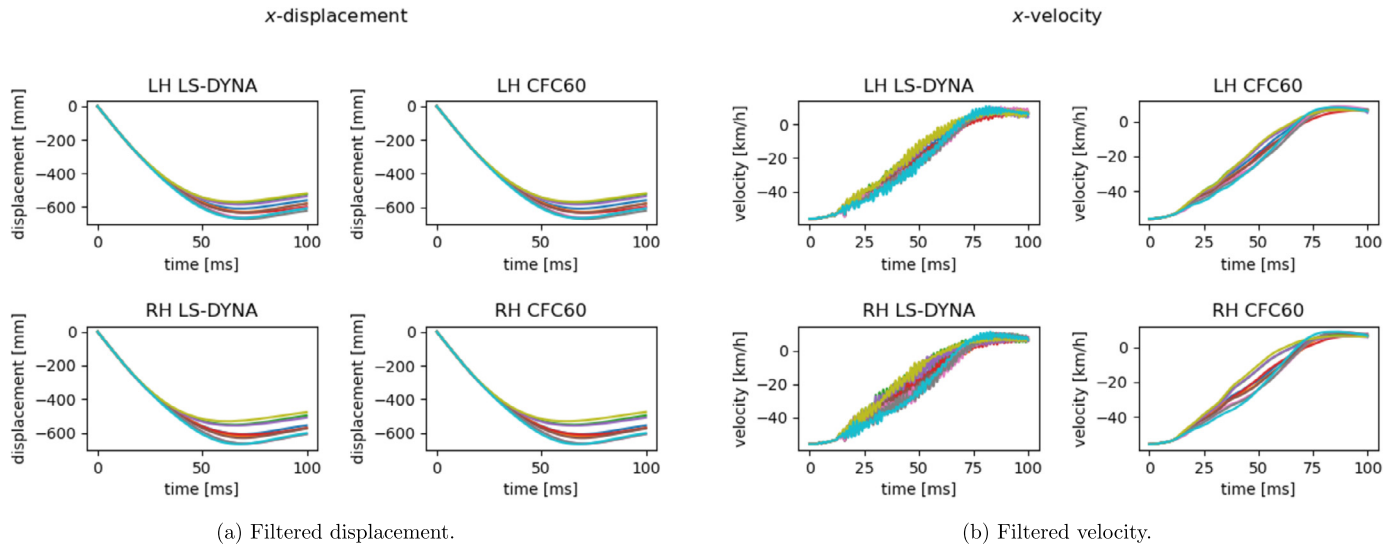 x-displacement
x-velocity
LH LS-DYNA
LH CFC60
LH LS-DYNA
LH CFC60
displacement [mm]
0
−200
−400
−600
0
50
100
time [ms]
displacement [mm]
0
−200
−400
−600
0
50
100
time [ms]
velocity [km/h]
0
−20
−40
0
25
50
75
100
time [ms]
velocity [km/h]
0
−20
−40
0
25
50
75
100
time [ms]
RH LS-DYNA
RH CFC60
RH LS-DYNA
RH CFC60
displacement [mm]
0
−200
−400
−600
0
50
100
time [ms]
displacement [mm]
0
−200
−400
−600
0
50
100
time [ms]
velocity [km/h]
0
−20
−40
0
25
50
75
100
time [ms]
velocity [km/h]
0
−20
−40
0
25
50
75
100
time [ms]
(a) Filtered displacement.
(b) Filtered velocity.